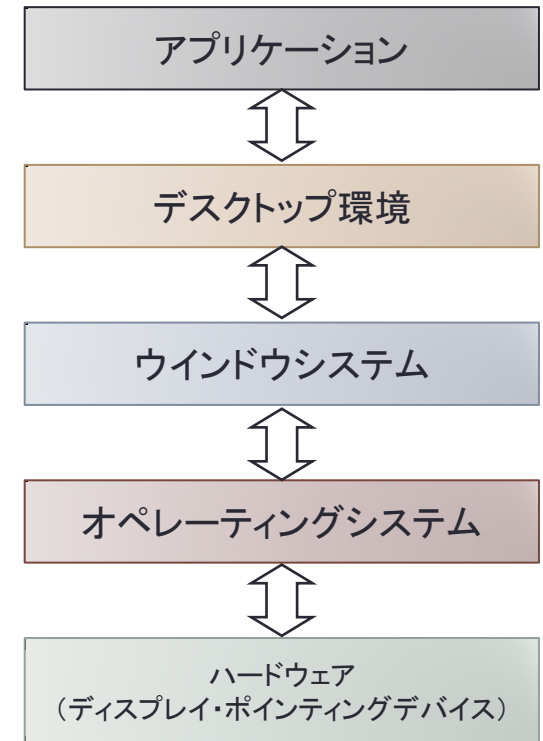 アプリケーション
デスクトップ環境
ウインドウシステム
オペレーティングシステム
ハードウェア
（ディスプレイ・ポインティングデバイス）